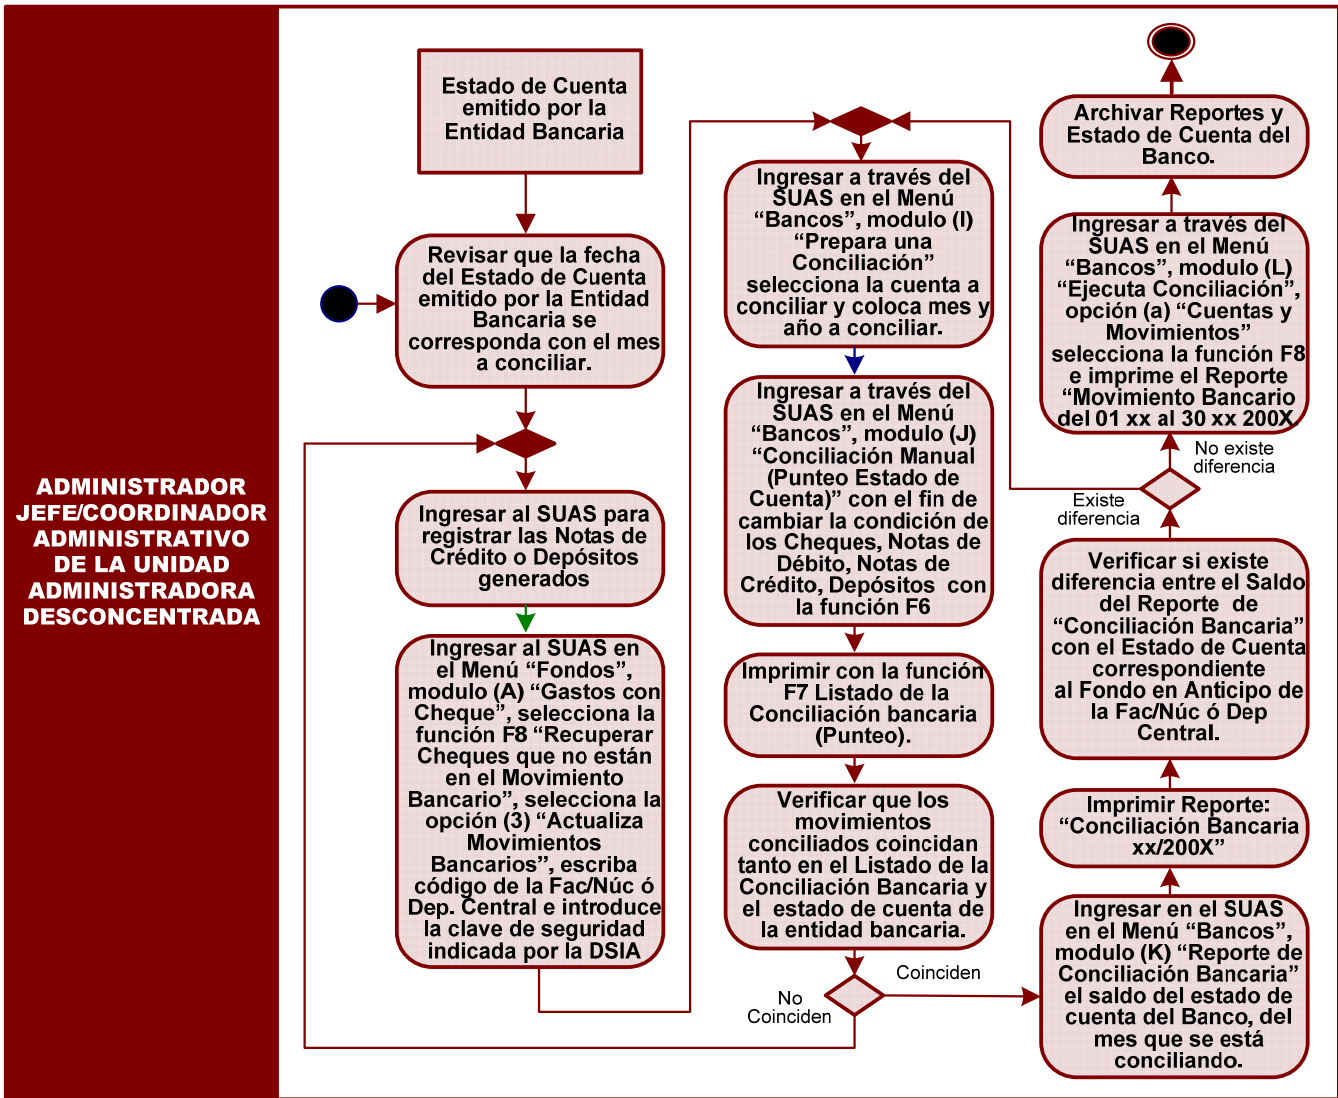 ADMINISTRADOR
JEFE/COORDINADOR
ADMINISTRATIVO
DE LA UNIDAD
ADMINISTRADORA
DESCONCENTRADA
Estado de Cuenta
emitido por la
Entidad Bancaria
Revisar que la fecha
del Estado de Cuenta
emitido por la Entidad
Bancaria se
corresponda con el mes
a conciliar.
Ingresar al SUAS para
registrar las Notas de
Crédito o Depósitos
generados
Ingresar al SUAS en
el Menú “Fondos”,
modulo (A) “Gastos con
Cheque”, selecciona la
función F8 “Recuperar
Cheques que no están
en el Movimiento
Bancario”, selecciona la
opción (3) “Actualiza
Movimientos
Bancarios”, escriba
código de la Fac/Núc ó
Dep. Central e introduce
la clave de seguridad
indicada por la DSIA
Ingresar a través del
SUAS en el Menú
“Bancos”, modulo (I)
“Prepara una
Conciliación”
selecciona la cuenta a
conciliar y coloca mes y
año a conciliar.
Ingresar a través del
SUAS en el Menú
“Bancos”, modulo (J)
“Conciliación Manual
(Punteo Estado de
Cuenta)” con el fin de
cambiar la condición de
los Cheques, Notas de
Débito, Notas de
Crédito, Depósitos con
la función F6
Imprimir con la función
F7 Listado de la
Conciliación bancaria
(Punteo).
Verificar que los
movimientos
conciliados coincidan
tanto en el Listado de la
Conciliación Bancaria y
el estado de cuenta de
la entidad bancaria.
No
Coinciden
Coinciden
Ingresar en el SUAS
en el Menú “Bancos”,
modulo (K) “Reporte de
Conciliación Bancaria”
el saldo del estado de
cuenta del Banco, del
mes que se está
conciliando.
Imprimir Reporte:
“Conciliación Bancaria
xx/200X”
Verificar si existe
diferencia entre el Saldo
del Reporte de
“Conciliación Bancaria”
con el Estado de Cuenta
correspondiente
al Fondo en Anticipo de
la Fac/Núc ó Dep
Central.
Existe
diferencia
No existe
diferencia
Ingresar a través del
SUAS en el Menú
“Bancos”, modulo (L)
“Ejecuta Conciliación”,
opción (a) “Cuentas y
Movimientos”
selecciona la función F8
e imprime el Reporte
“Movimiento Bancario
del 01 xx al 30 xx 200X.
Archivar Reportes y
Estado de Cuenta del
Banco.